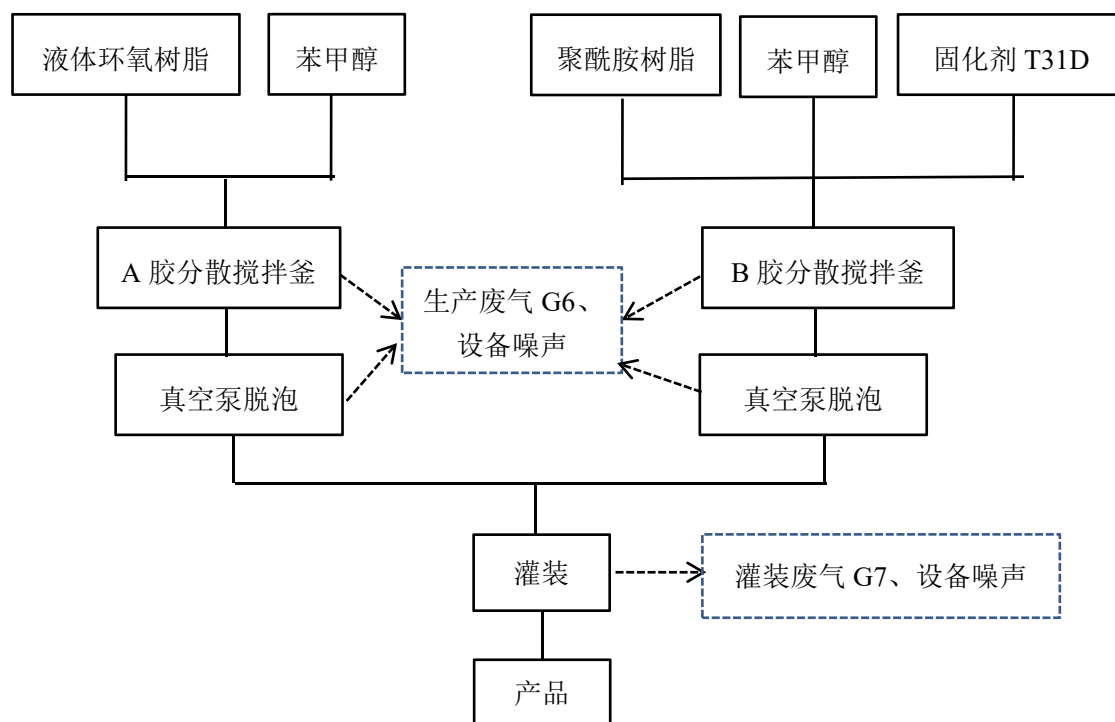 液体环氧树脂
苯甲醇
聚酰胺树脂
苯甲醇
固化剂 T31D
A 胶分散搅拌釜
B 胶分散搅拌釜
生产废气 G6、
设备噪声
真空泵脱泡
真空泵脱泡
灌装
灌装废气 G7、设备噪声
产品